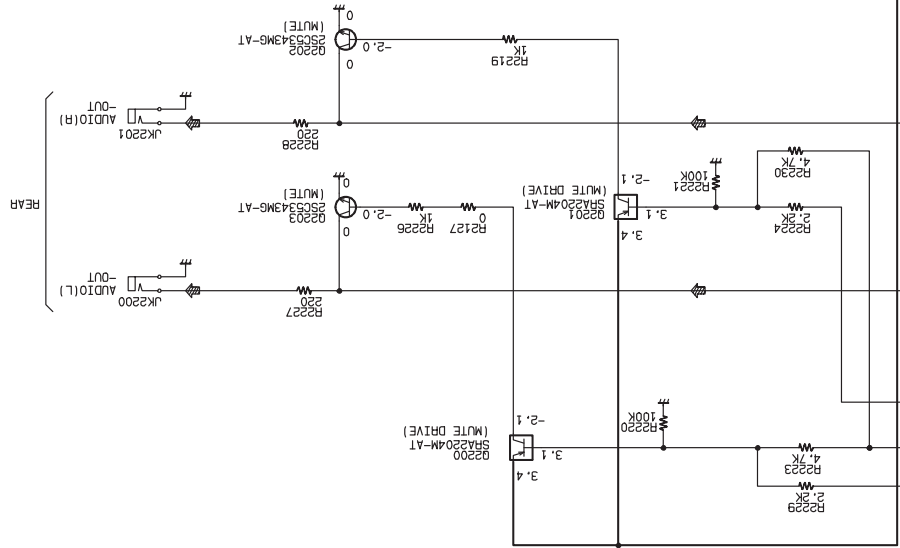 R2229
2.2K
R2223
4.7K
3.4
3.1
-2.1
Q2200
SRA2204M-AT
(MUTE DRIVE)
R2220
100K
R2227
220
JK2200
AUDIO(L)
-OUT
R2224
2.2K
R2230
4.7K
R2221
100K
3.4
3.1
-2.1
Q2201
SRA2204M-AT
(MUTE DRIVE)
R2127
0
R2226
1K
0
-2.0
0
Q2203
2SC5343MG-AT
(MUTE)
REAR
R2228
220
JK2201
AUDIO(R)
-OUT
R2219
1K
0
-2.0
0
Q2202
2SC5343MG-AT
(MUTE)